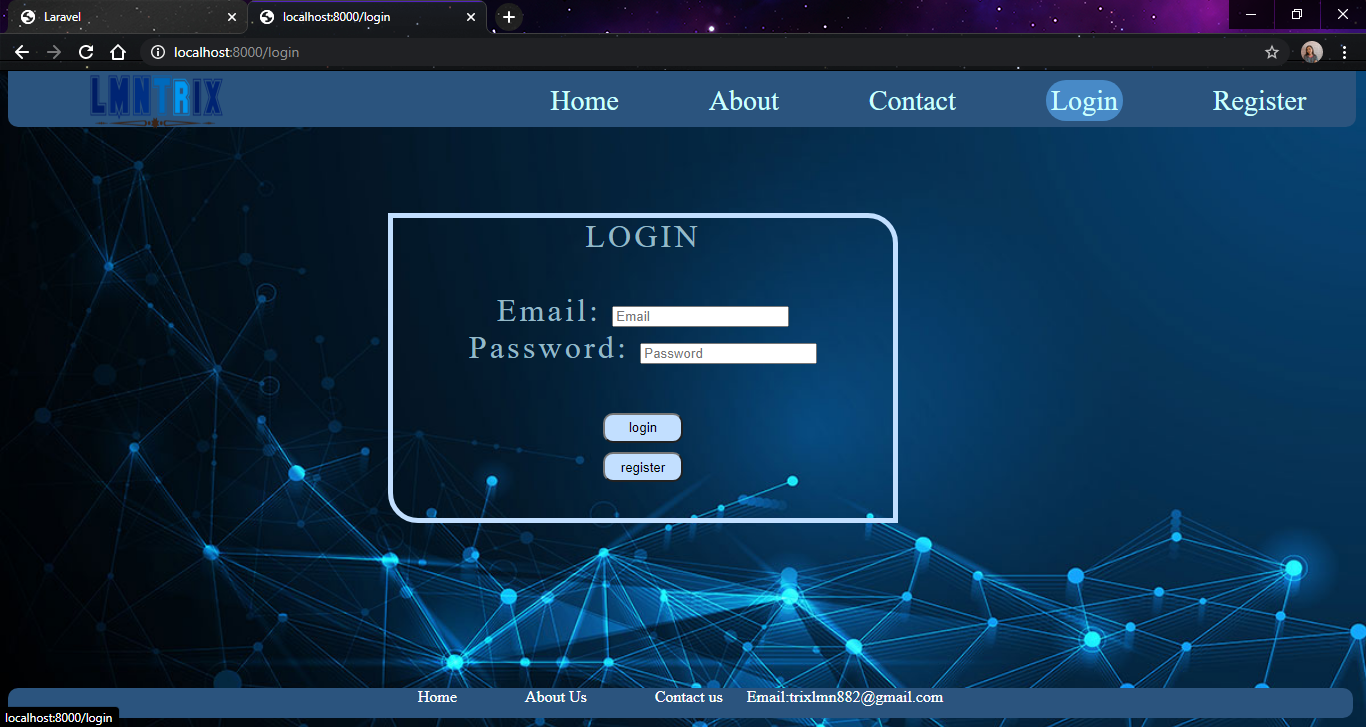 Laravel
localhost:8000/login
localhost:8000/login
LMNTRIX
Home About Contact Login Register
LOGIN
Email: Email
Password: Password
login
register
Home About Us Contact us Email:trixlmn882@gmail.com
localhost:8000/login